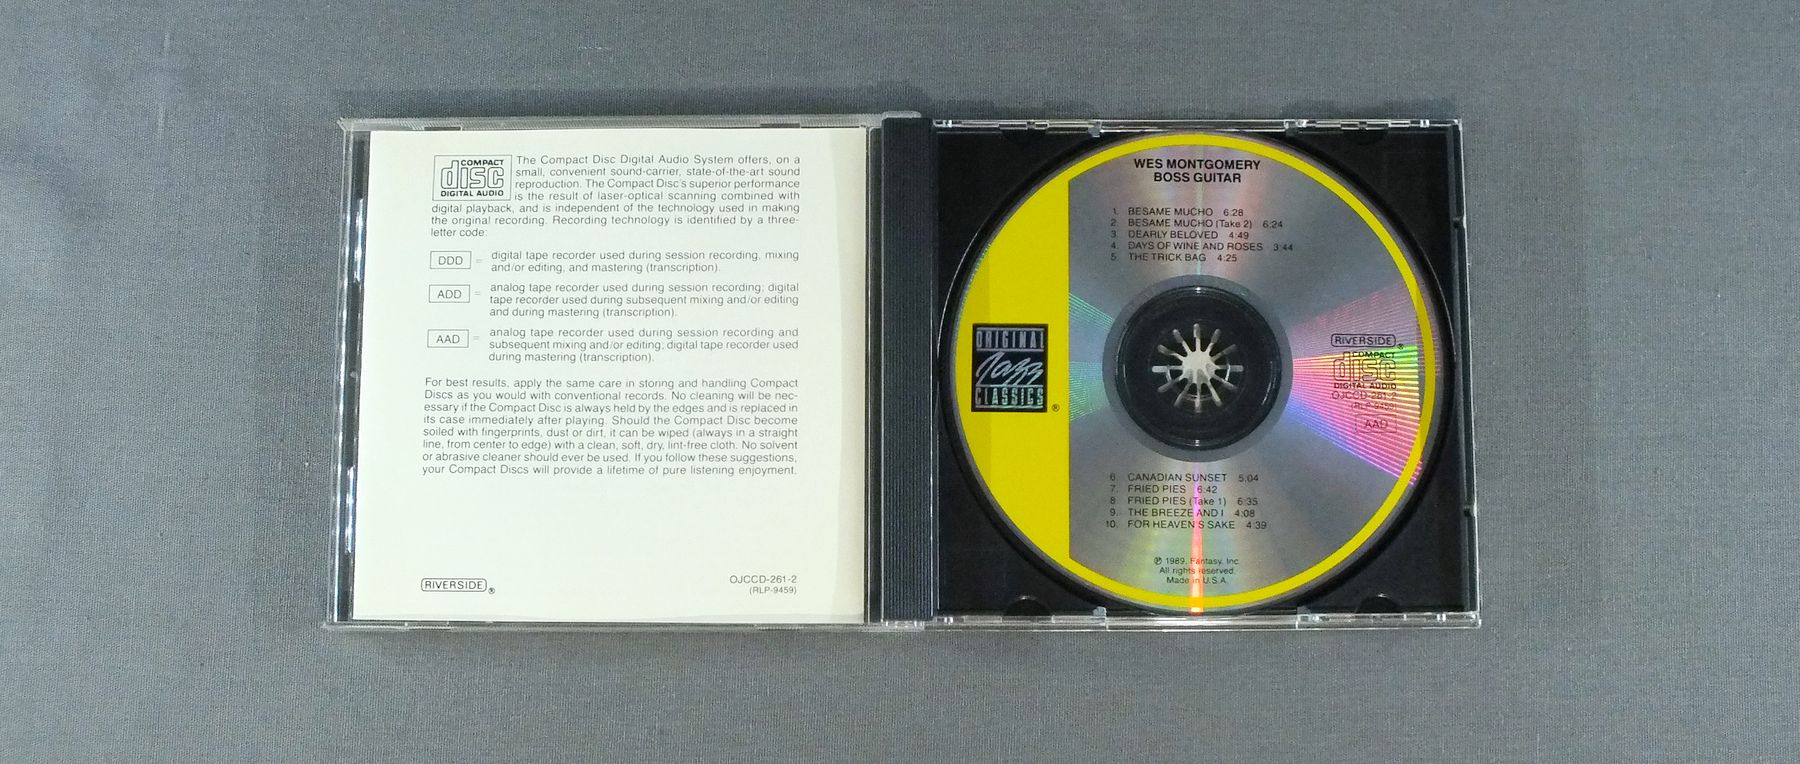 COMPACT
disc
DIGITAL AUDIO
The Compact Disc Digital Audio System offers, on a
small, convenient sound-carrier, state-of-the-art sound
reproduction. The Compact Disc's superior performance
is the result of laser-optical scanning combined with
digital playback, and is independent of the technology used in making
the original recording. Recording technology is identified by a three-
letter code:
DDD = digital tape recorder used during session recording, mixing
and/or editing, and mastering (transcription).
ADD = analog tape recorder used during session recording; digital
tape recorder used during subsequent mixing and/or editing
and during mastering (transcription).
AAD = analog tape recorder used during session recording and
subsequent mixing and/or editing; digital tape recorder used
during mastering (transcription).
For best results, apply the same care in storing and handling Compact
Discs as you would with conventional records. No cleaning will be nec-
essary if the Compact Disc is always held by the edges and is replaced in
its case immediately after playing. Should the Compact Disc become
soiled with fingerprints, dust or dirt, it can be wiped (always in a straight
line, from center to edge) with a clean, soft, dry, lint-free cloth. No solvent
or abrasive cleaner should ever be used. If you follow these suggestions,
your Compact Discs will provide a lifetime of pure listening enjoyment.
RIVERSIDE®
OJCCD-261-2
(RLP-9459)
WES MONTGOMERY
BOSS GUITAR
1. BESAME MUCHO 6:28
2. BESAME MUCHO (Take 2) 6:24
3. DEARLY BELOVED 4:49
4. DAYS OF WINE AND ROSES 3:44
5. THE TRICK BAG 4:25
ORIGINAL
Jazz
CLASSICS®
RIVERSIDE®
COMPACT
disc
DIGITAL AUDIO
OJCCD-261-2
(RLP-9459)
AAD
6. CANADIAN SUNSET 5:04
7. FRIED PIES 6:42
8. FRIED PIES (Take 1) 6:35
9. THE BREEZE AND I 4:08
10. FOR HEAVEN'S SAKE 4:39
℗ 1989, Fantasy, Inc.
All rights reserved.
Made in U.S.A.